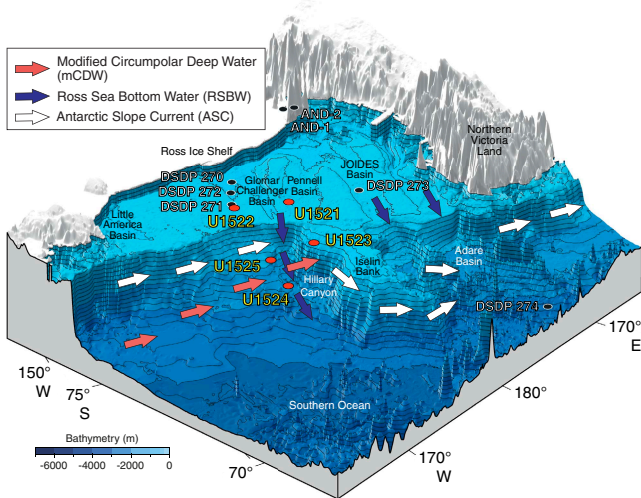 Modified Circumpolar Deep Water
(mCDW)
Ross Sea Bottom Water (RSBW)
Antarctic Slope Current (ASC)
AND-2
AND-1
Northern
Victoria
Land
Ross Ice Shelf
DSDP 270
DSDP 272
DSDP 271
Glomar
Challenger
Basin
Pennell
Basin
JOIDES
Basin
DSDP 273
Little
America
Basin
U1522
U1521
U1523
U1525
U1524
Iselin
Bank
Hillary
Canyon
Adare
Basin
DSDP 274
Southern Ocean
150°
W
75°
S
70°
170°
W
180°
170°
E
Bathymetry (m)
-6000 -4000 -2000 0